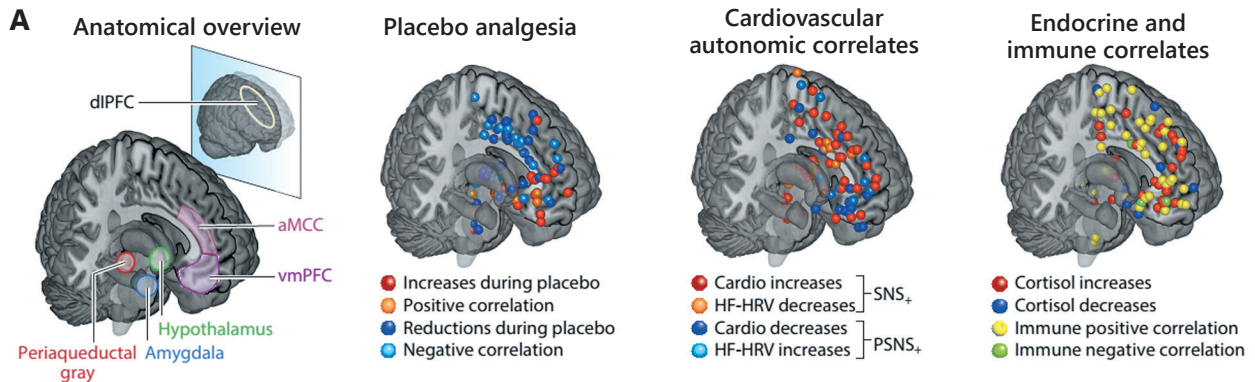 A
Anatomical overview
dlPFC
aMCC
vmPFC
Hypothalamus
Periaqueductal
gray
Amygdala
Placebo analgesia
Increases during placebo
Positive correlation
Reductions during placebo
Negative correlation
Cardiovascular
autonomic correlates
Cardio increases
HF-HRV decreases
SNS+
Cardio decreases
HF-HRV increases
PSNS+
Endocrine and
immune correlates
Cortisol increases
Cortisol decreases
Immune positive correlation
Immune negative correlation